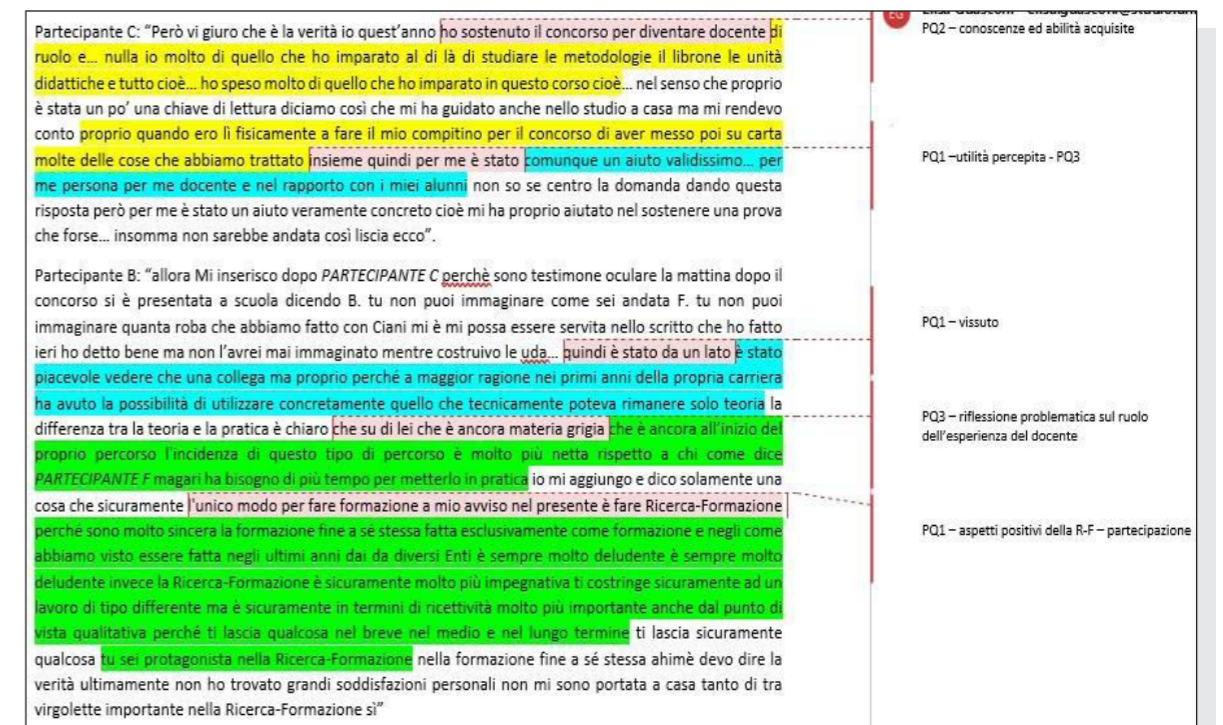 EG
PQ2 – conoscenze ed abilità acquisite
Partecipante C: “Però vi giuro che è la verità io quest’anno ho sostenuto il concorso per diventare docente di
ruolo e… nulla io molto di quello che ho imparato al di là di studiare le metodologie il librone le unità
didattiche e tutto cioè… ho speso molto di quello che ho imparato in questo corso cioè… nel senso che proprio
è stata un po’ una chiave di lettura diciamo così che mi ha guidato anche nello studio a casa ma mi rendevo
conto proprio quando ero lì fisicamente a fare il mio compitino per il concorso di aver messo poi su carta
molte delle cose che abbiamo trattato insieme quindi per me è stato comunque un aiuto validissimo… per
me persona per me docente e nel rapporto con i miei alunni non so se centro la domanda dando questa
risposta però per me è stato un aiuto veramente concreto cioè mi ha proprio aiutato nel sostenere una prova
che forse… insomma non sarebbe andata così liscia ecco”.
PQ1 –utilità percepita - PQ3
Partecipante B: “allora Mi inserisco dopo PARTECIPANTE C perchè sono testimone oculare la mattina dopo il
concorso si è presentata a scuola dicendo B. tu non puoi immaginare come sei andata F. tu non puoi
immaginare quanta roba che abbiamo fatto con Ciani mi è mi possa essere servita nello scritto che ho fatto
ieri ho detto bene ma non l’avrei mai immaginato mentre costruivo le uda… quindi è stato da un lato è stato
piacevole vedere che una collega ma proprio perché a maggior ragione nei primi anni della propria carriera
ha avuto la possibilità di utilizzare concretamente quello che tecnicamente poteva rimanere solo teoria la
differenza tra la teoria e la pratica è chiaro che su di lei che è ancora materia grigia che è ancora all’inizio del
proprio percorso l’incidenza di questo tipo di percorso è molto più netta rispetto a chi come dice
PARTECIPANTE F magari ha bisogno di più tempo per metterlo in pratica io mi aggiungo e dico solamente una
cosa che sicuramente l’unico modo per fare formazione a mio avviso nel presente è fare Ricerca-Formazione
perché sono molto sincera la formazione fine a sé stessa fatta esclusivamente come formazione e negli come
abbiamo visto essere fatta negli ultimi anni dai da diversi Enti è sempre molto deludente è sempre molto
deludente invece la Ricerca-Formazione è sicuramente molto più impegnativa ti costringe sicuramente ad un
lavoro di tipo differente ma è sicuramente in termini di ricettività molto più importante anche dal punto di
vista qualitativa perché ti lascia qualcosa nel breve nel medio e nel lungo termine ti lascia sicuramente
qualcosa tu sei protagonista nella Ricerca-Formazione nella formazione fine a sé stessa ahimè devo dire la
verità ultimamente non ho trovato grandi soddisfazioni personali non mi sono portata a casa tanto di tra
virgolette importante nella Ricerca-Formazione sì”
PQ1 – vissuto
PQ3 – riflessione problematica sul ruolo
dell’esperienza del docente
PQ1 – aspetti positivi della R-F – partecipazione